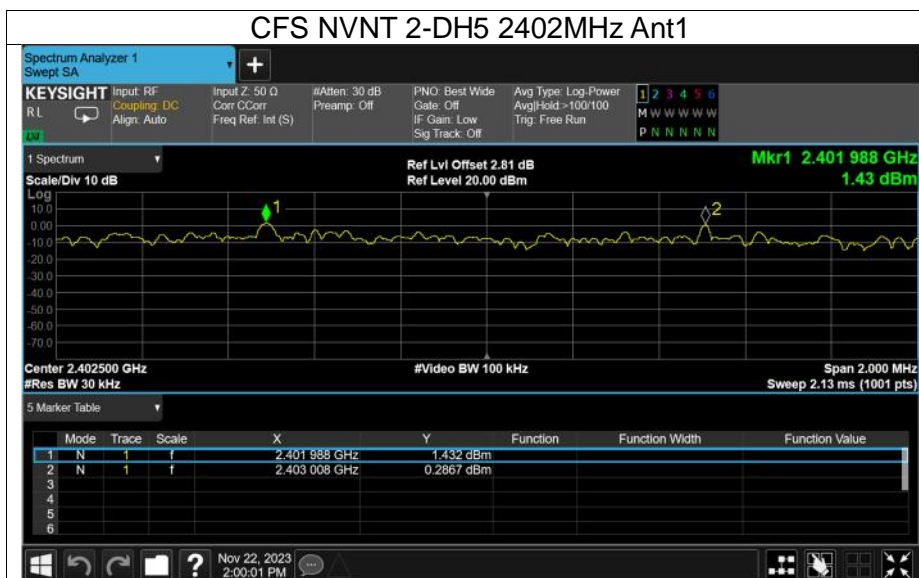 CFS NVNT 2-DH5 2402MHz Ant1
Spectrum Analyzer 1
Swept SA
+
KEYSIGHT Input: RF Input Z: 50 Ω #Atten: 30 dB PNO: Best Wide Avg Type: Log-Power 1 2 3 4 5 6
RL Coupling: DC Corr CCorr Preamp: Off Gate: Off Avg|Hold:>100/100 M W W W W W
Align: Auto Freq Ref: Int (S) IF Gain: Low Trig: Free Run
Sig Track: Off P N N N N N
1 Spectrum Ref Lvl Offset 2.81 dB Mkr1 2.401 988 GHz
Scale/Div 10 dB Ref Level 20.00 dBm 1.43 dBm
Log
10.0 1 2
0.00
-10.0
-20.0
-30.0
-40.0
-50.0
-60.0
-70.0
Center 2.402500 GHz #Video BW 100 kHz Span 2.000 MHz
#Res BW 30 kHz Sweep 2.13 ms (1001 pts)
5 Marker Table
Mode Trace Scale X Y Function Function Width Function Value
1 N 1 f 2.401 988 GHz 1.432 dBm
2 N 1 f 2.403 008 GHz 0.2867 dBm
3
4
5
6
? Nov 22, 2023
2:00:01 PM